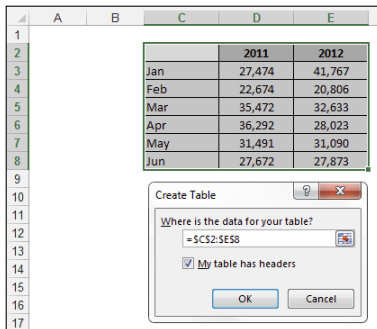 A B C D E
1
2 2011 2012
3 Jan 27,474 41,767
4 Feb 22,674 20,806
5 Mar 35,472 32,633
6 Apr 36,292 28,023
7 May 31,491 31,090
8 Jun 27,672 27,873
9
10 Create Table ?
11
12 Where is the data for your table?
13 =$C$2:$E$8
14 My table has headers
15
16 OK Cancel
17